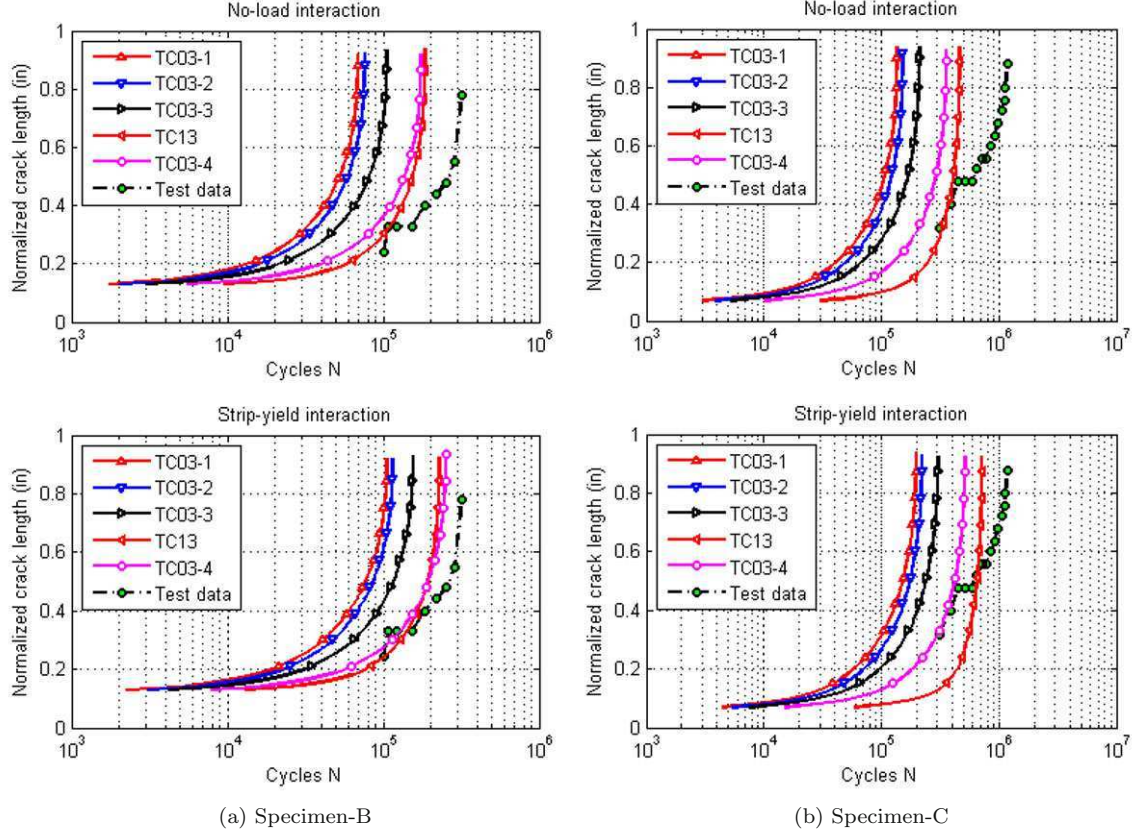 No-load interaction
Normalized crack length (in)
1
0.8
0.6
0.4
0.2
0
TC03-1
TC03-2
TC03-3
TC13
TC03-4
Test data
10³ 10⁴ 10⁵ 10⁶
Cycles N
No-load interaction
Normalized crack length (in)
1
0.8
0.6
0.4
0.2
0
TC03-1
TC03-2
TC03-3
TC13
TC03-4
Test data
10³ 10⁴ 10⁵ 10⁶ 10⁷
Cycles N
Strip-yield interaction
Normalized crack length (in)
1
0.8
0.6
0.4
0.2
0
TC03-1
TC03-2
TC03-3
TC13
TC03-4
Test data
10³ 10⁴ 10⁵ 10⁶
Cycles N
Strip-yield interaction
Normalized crack length (in)
1
0.8
0.6
0.4
0.2
0
TC03-1
TC03-2
TC03-3
TC13
TC03-4
Test data
10³ 10⁴ 10⁵ 10⁶ 10⁷
Cycles N
(a) Specimen-B
(b) Specimen-C